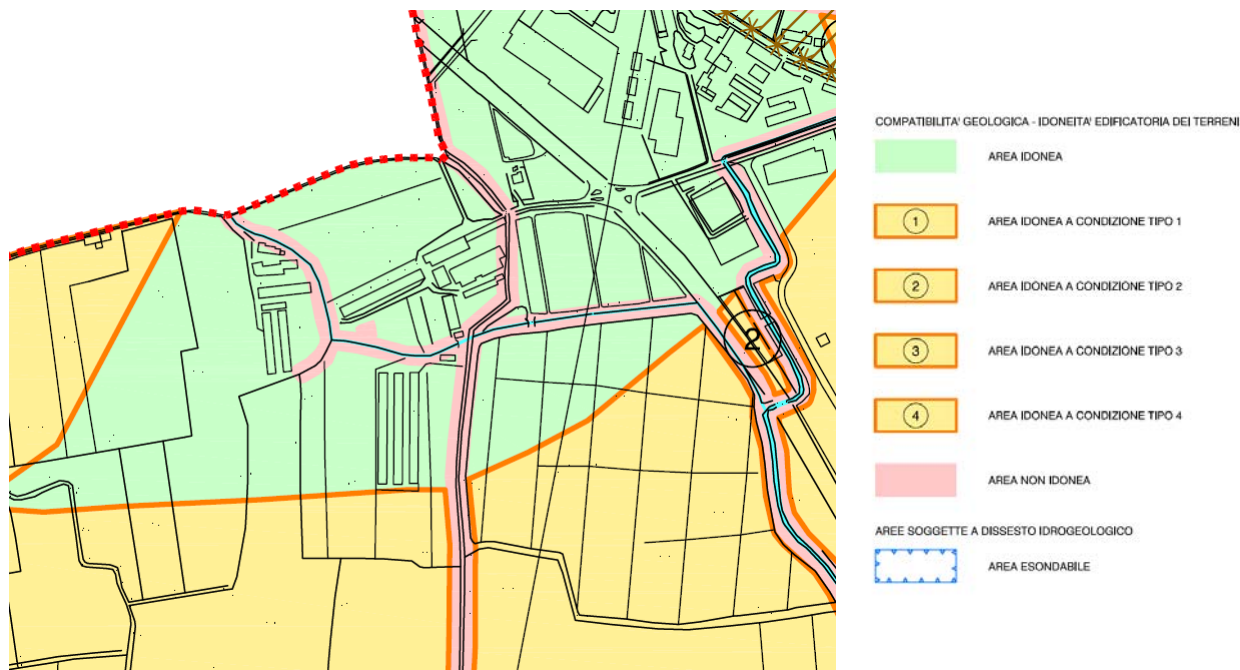 2
COMPATIBILITA' GEOLOGICA - IDONEITA' EDIFICATORIA DEI TERRENI
AREA IDONEA
1 AREA IDONEA A CONDIZIONE TIPO 1
2 AREA IDONEA A CONDIZIONE TIPO 2
3 AREA IDONEA A CONDIZIONE TIPO 3
4 AREA IDONEA A CONDIZIONE TIPO 4
AREA NON IDONEA
AREE SOGGETTE A DISSESTO IDROGEOLOGICO
AREA ESONDABILE